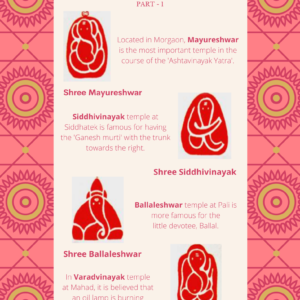 PART - I
Located in Morgaon, Mayureshwar
is the most important temple in the
course of the 'Ashtavinayak Yatra'.
Shree Mayureshwar
Siddhivinayak temple at
Siddhatek is famous for having
the 'Ganesh murti' with the trunk
towards the right.
Shree Siddhivinayak
Ballaleshwar temple at Pali is
more famous for the
little devotee, Ballal.
Shree Ballaleshwar
In Varadvinayak temple
at Mahad, it is believed that
an oil lamp is burning